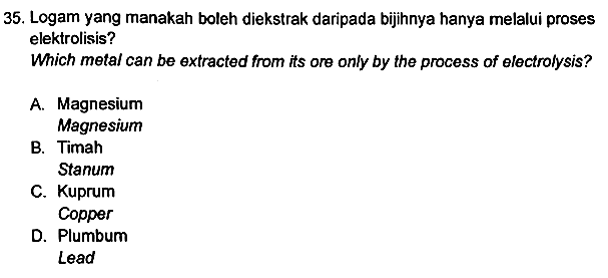 35. Logam yang manakah boleh diekstrak daripada bijihnya hanya melalui proses
elektrolisis?
Which metal can be extracted from its ore only by the process of electrolysis?
A. Magnesium
Magnesium
B. Timah
Stanum
C. Kuprum
Copper
D. Plumbum
Lead